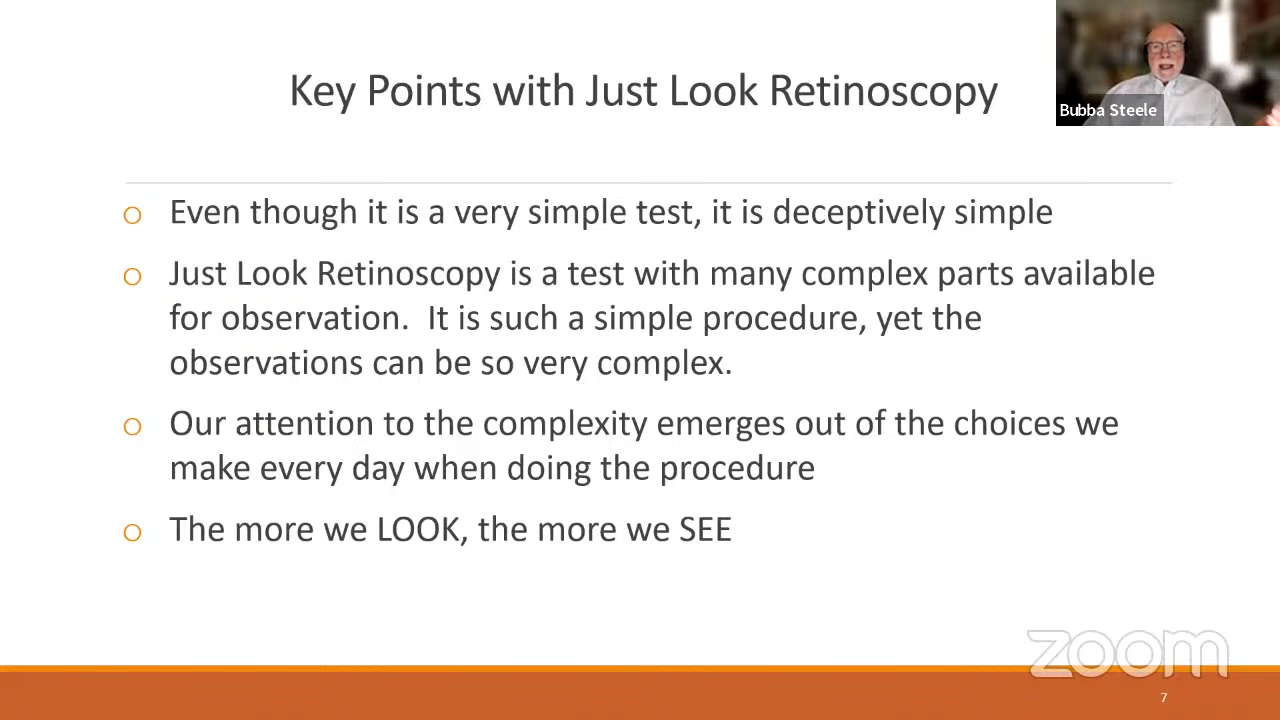 Key Points with Just Look Retinoscopy
Bubba Steele
o Even though it is a very simple test, it is deceptively simple
o Just Look Retinoscopy is a test with many complex parts available
for observation.  It is such a simple procedure, yet the
observations can be so very complex.
o Our attention to the complexity emerges out of the choices we
make every day when doing the procedure
o The more we LOOK, the more we SEE
zoom
7